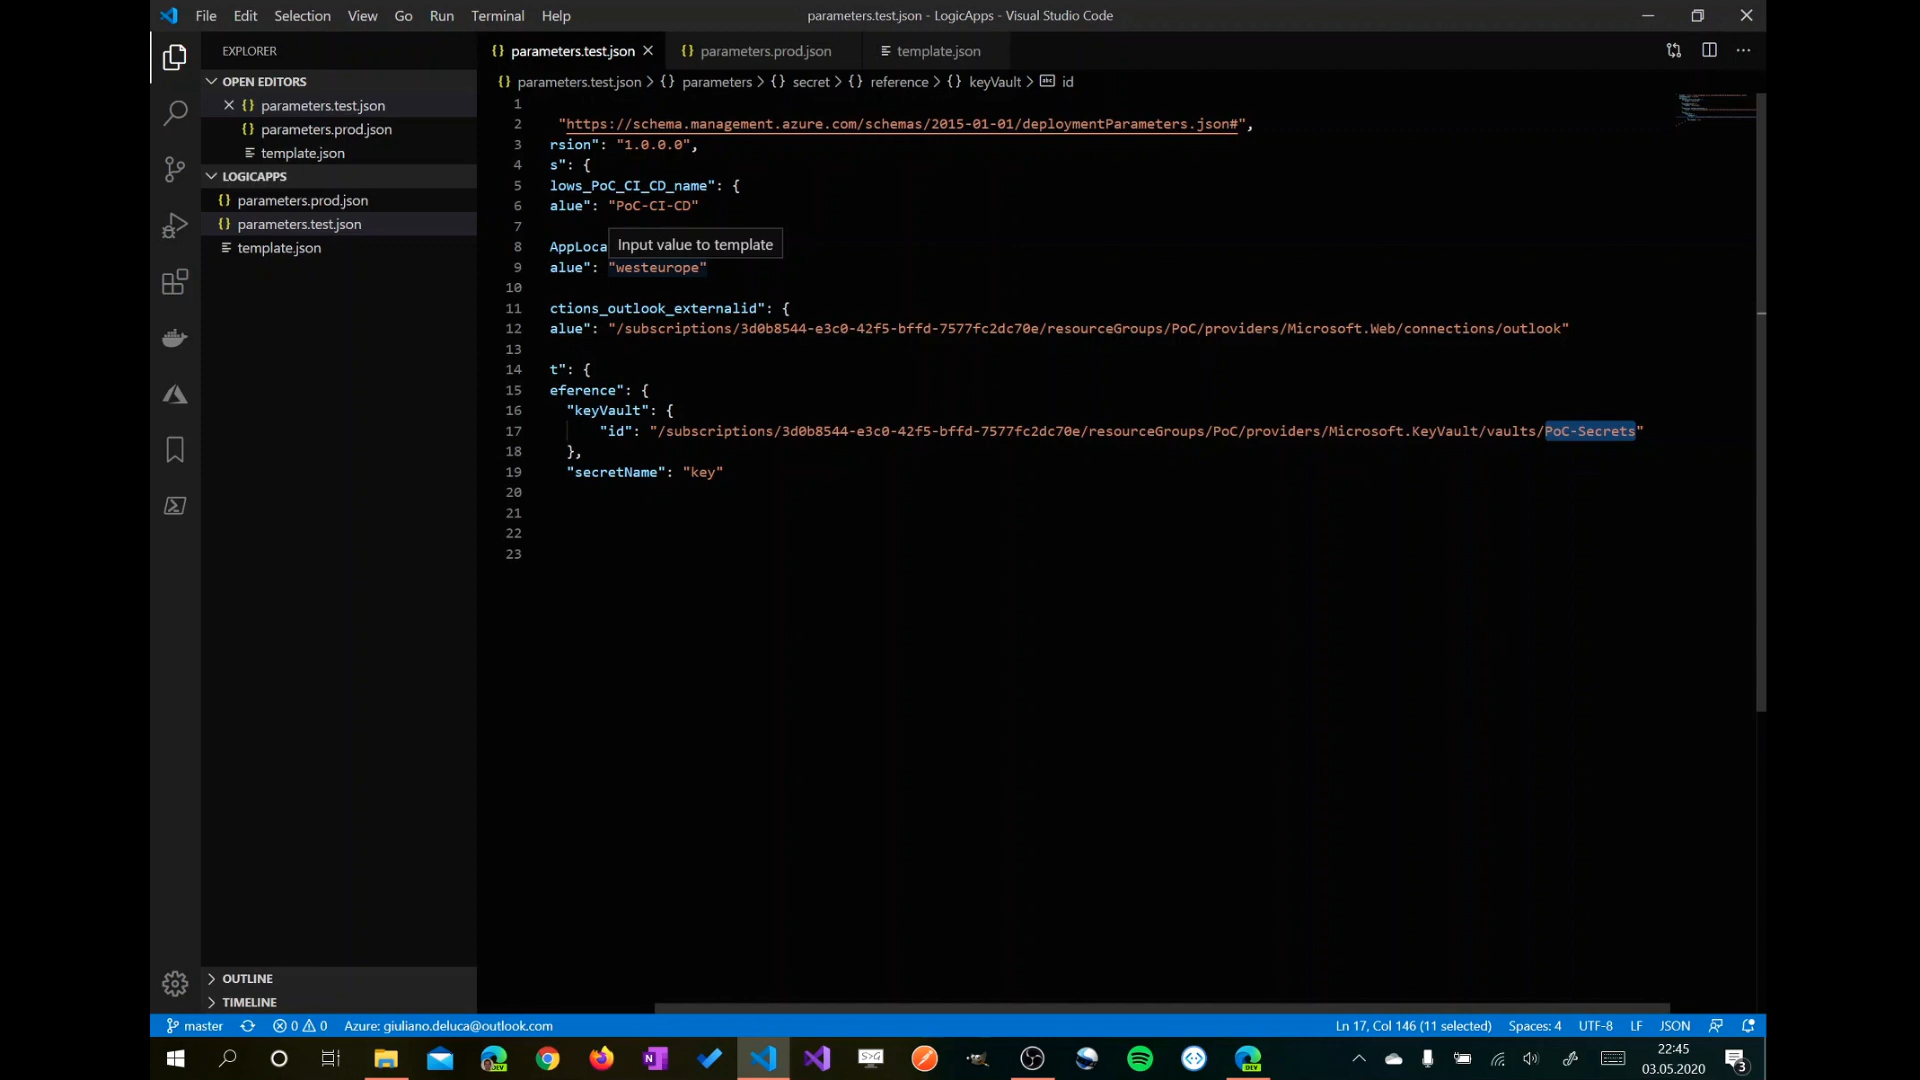 File Edit Selection View Go Run Terminal Help
parameters.test.json - LogicApps - Visual Studio Code
EXPLORER
OPEN EDITORS
parameters.test.json
parameters.prod.json
template.json
LOGICAPPS
parameters.prod.json
parameters.test.json
template.json
OUTLINE
TIMELINE
parameters.test.json parameters.prod.json template.json
parameters.test.json > {} parameters > {} secret > {} reference > {} keyVault > abc id
1
2 "https://schema.management.azure.com/schemas/2015-01-01/deploymentParameters.json#",
3 rsion": "1.0.0.0",
4 s": {
5 lows_PoC_CI_CD_name": {
6 alue": "PoC-CI-CD"
7
8 AppLoca
Input value to template
9 alue": "westeurope"
10
11 ctions_outlook_externalid": {
12 alue": "/subscriptions/3d0b8544-e3c0-42f5-bffd-7577fc2dc70e/resourceGroups/PoC/providers/Microsoft.Web/connections/outlook"
13
14 t": {
15 eference": {
16 "keyVault": {
17 "id": "/subscriptions/3d0b8544-e3c0-42f5-bffd-7577fc2dc70e/resourceGroups/PoC/providers/Microsoft.KeyVault/vaults/PoC-Secrets"
18 },
19 "secretName": "key"
20
21
22
23
master 0 0 Azure: giuliano.deluca@outlook.com Ln 17, Col 146 (11 selected) Spaces: 4 UTF-8 LF JSON
DEV N S>G DEV 22:45
03.05.2020 3